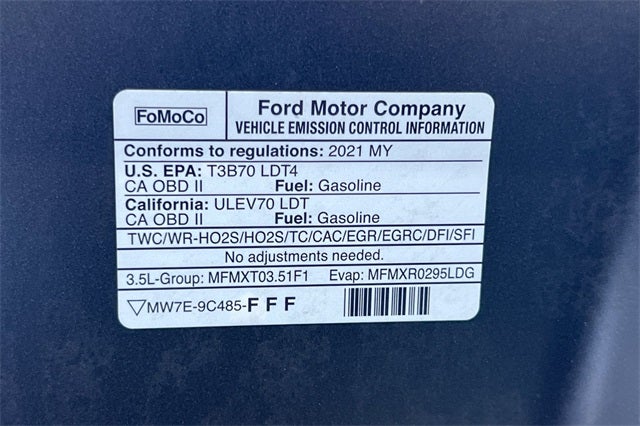 FoMoCo
Ford Motor Company
VEHICLE EMISSION CONTROL INFORMATION
Conforms to regulations: 2021 MY
U.S. EPA: T3B70 LDT4
CA OBD II Fuel: Gasoline
California: ULEV70 LDT
CA OBD II Fuel: Gasoline
TWC/WR-HO2S/HO2S/TC/CAC/EGR/EGRC/DFI/SFI
No adjustments needed.
3.5L-Group: MFMXT03.51F1 Evap: MFMXR0295LDG
MW7E-9C485-FFF